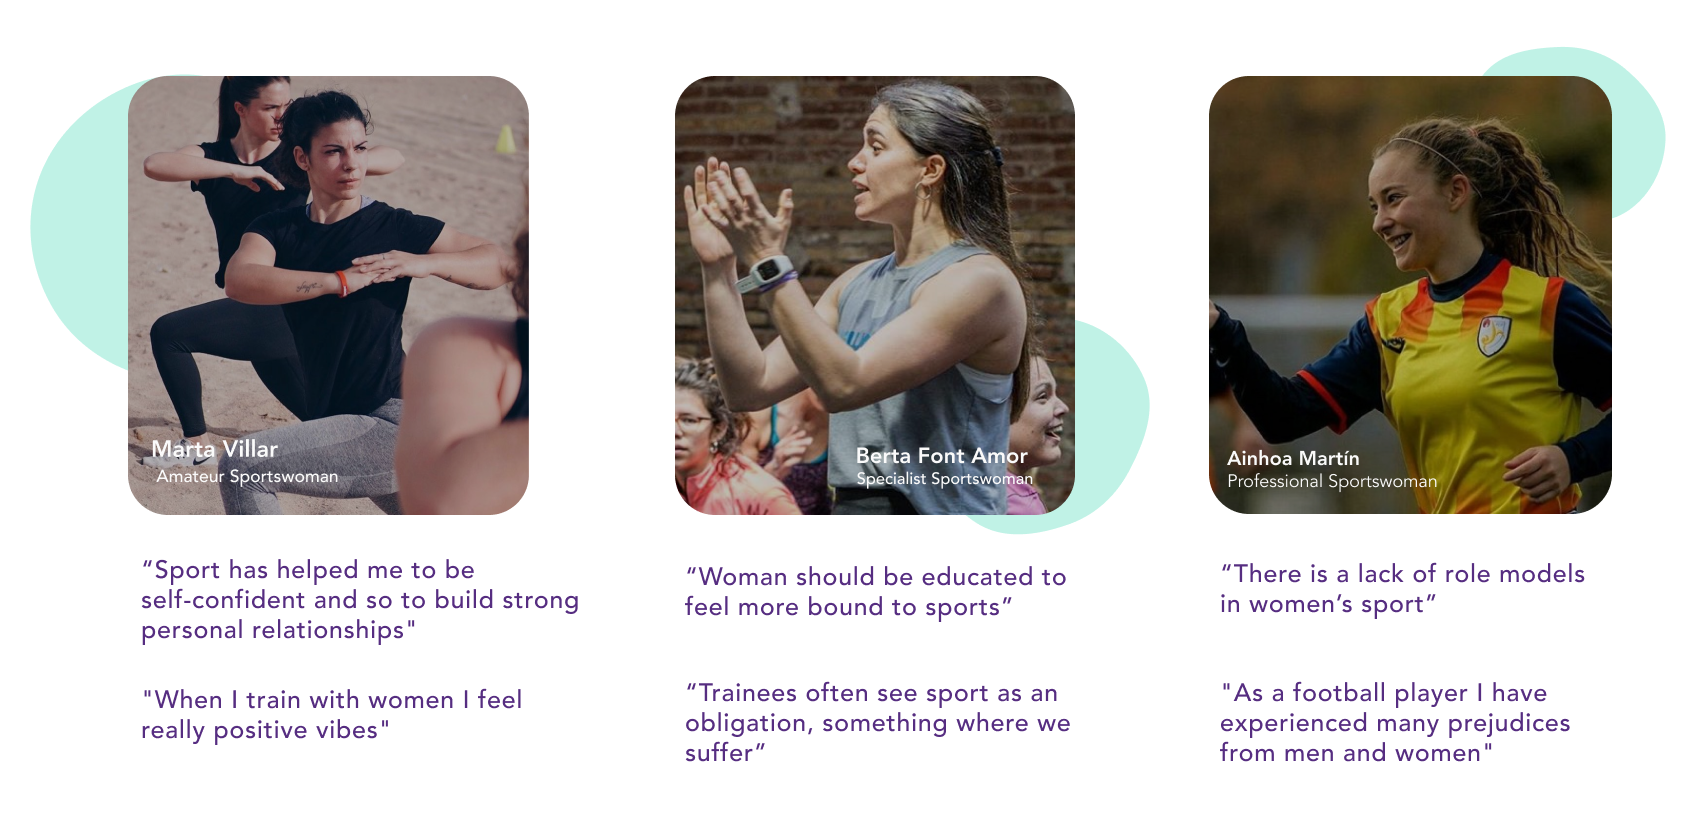 Marta Villar
Amateur Sportswoman
“Sport has helped me to be
self-confident and so to build strong
personal relationships"
"When I train with women I feel
really positive vibes"
Berta Font Amor
Specialist Sportswoman
“Woman should be educated to
feel more bound to sports”
“Trainees often see sport as an
obligation, something where we
suffer”
Ainhoa Martín
Professional Sportswoman
“There is a lack of role models
in women’s sport”
"As a football player I have
experienced many prejudices
from men and women"